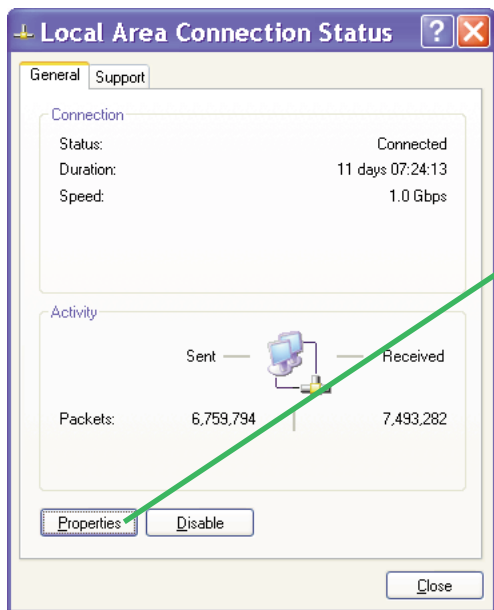 Local Area Connection Status
General Support
Connection
Status: Connected
Duration: 11 days 07:24:13
Speed: 1.0 Gbps
Activity
Sent — — Received
Packets: 6,759,794 7,493,282
Properties Disable
Close